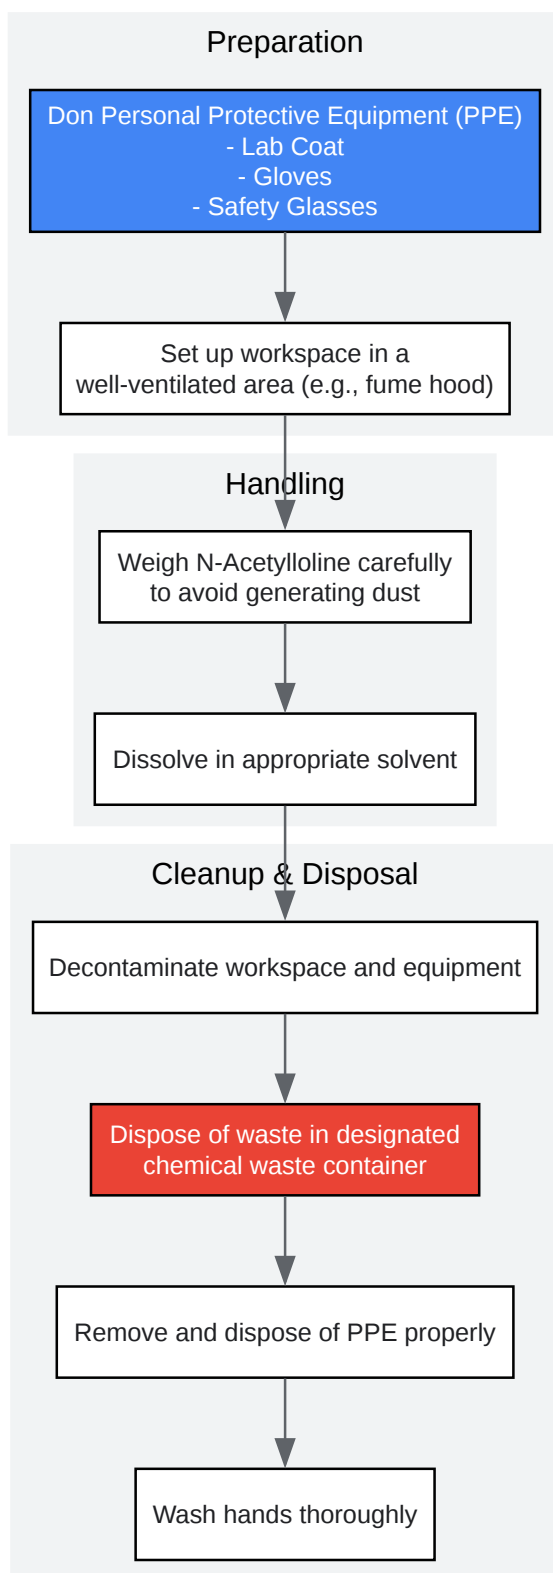 Preparation
Don Personal Protective Equipment (PPE)
- Lab Coat
- Gloves
- Safety Glasses
Set up workspace in a
well-ventilated area (e.g., fume hood)
Handling
Weigh N-Acetylloline carefully
to avoid generating dust
Dissolve in appropriate solvent
Cleanup & Disposal
Decontaminate workspace and equipment
Dispose of waste in designated
chemical waste container
Remove and dispose of PPE properly
Wash hands thoroughly